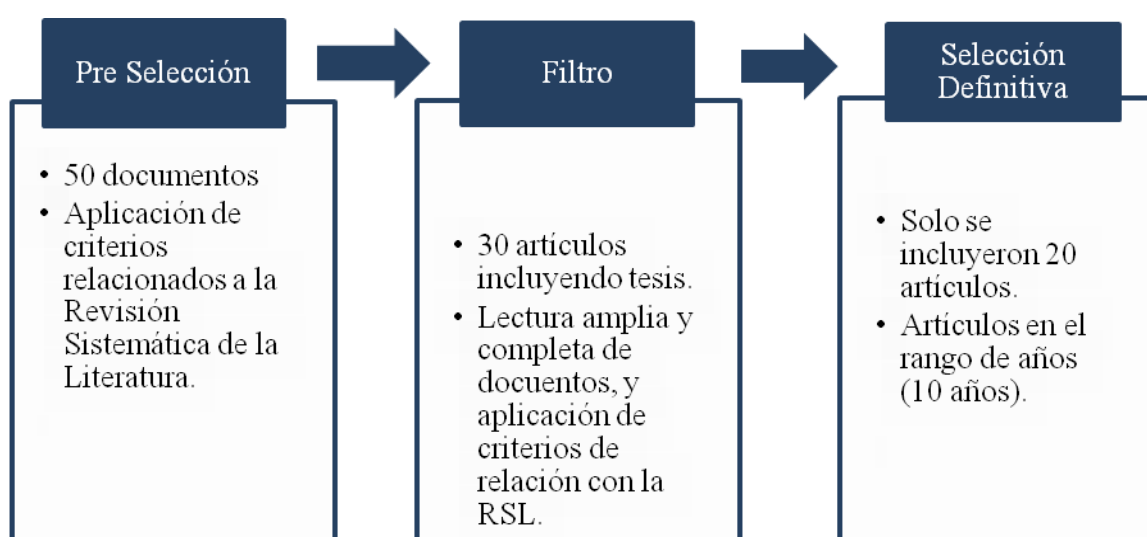 Pre Selección
• 50 documentos
• Aplicación de
criterios
relacionados a la
Revisión
Sistemática de la
Literatura.
Filtro
• 30 artículos
incluyendo tesis.
• Lectura amplia y
completa de
docuentos, y
aplicación de
criterios de
relación con la
RSL.
Selección
Definitiva
• Solo se
incluyeron 20
artículos.
• Artículos en el
rango de años
(10 años).